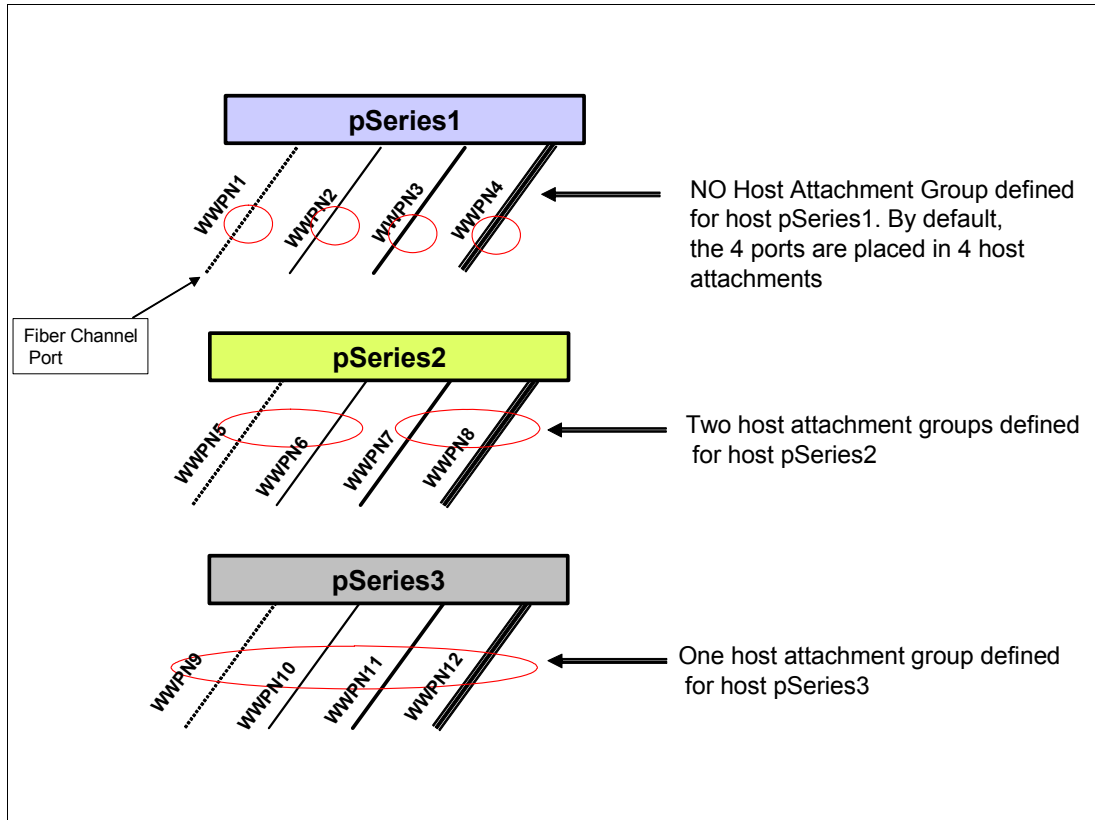 pSeries1
WWPN1
WWPN2
WWPN3
WWPN4
NO Host Attachment Group defined
for host pSeries1. By default,
the 4 ports are placed in 4 host
attachments
Fiber Channel
Port
pSeries2
WWPN5
WWPN6
WWPN7
WWPN8
Two host attachment groups defined
for host pSeries2
pSeries3
WWPN9
WWPN10
WWPN11
WWPN12
One host attachment group defined
for host pSeries3